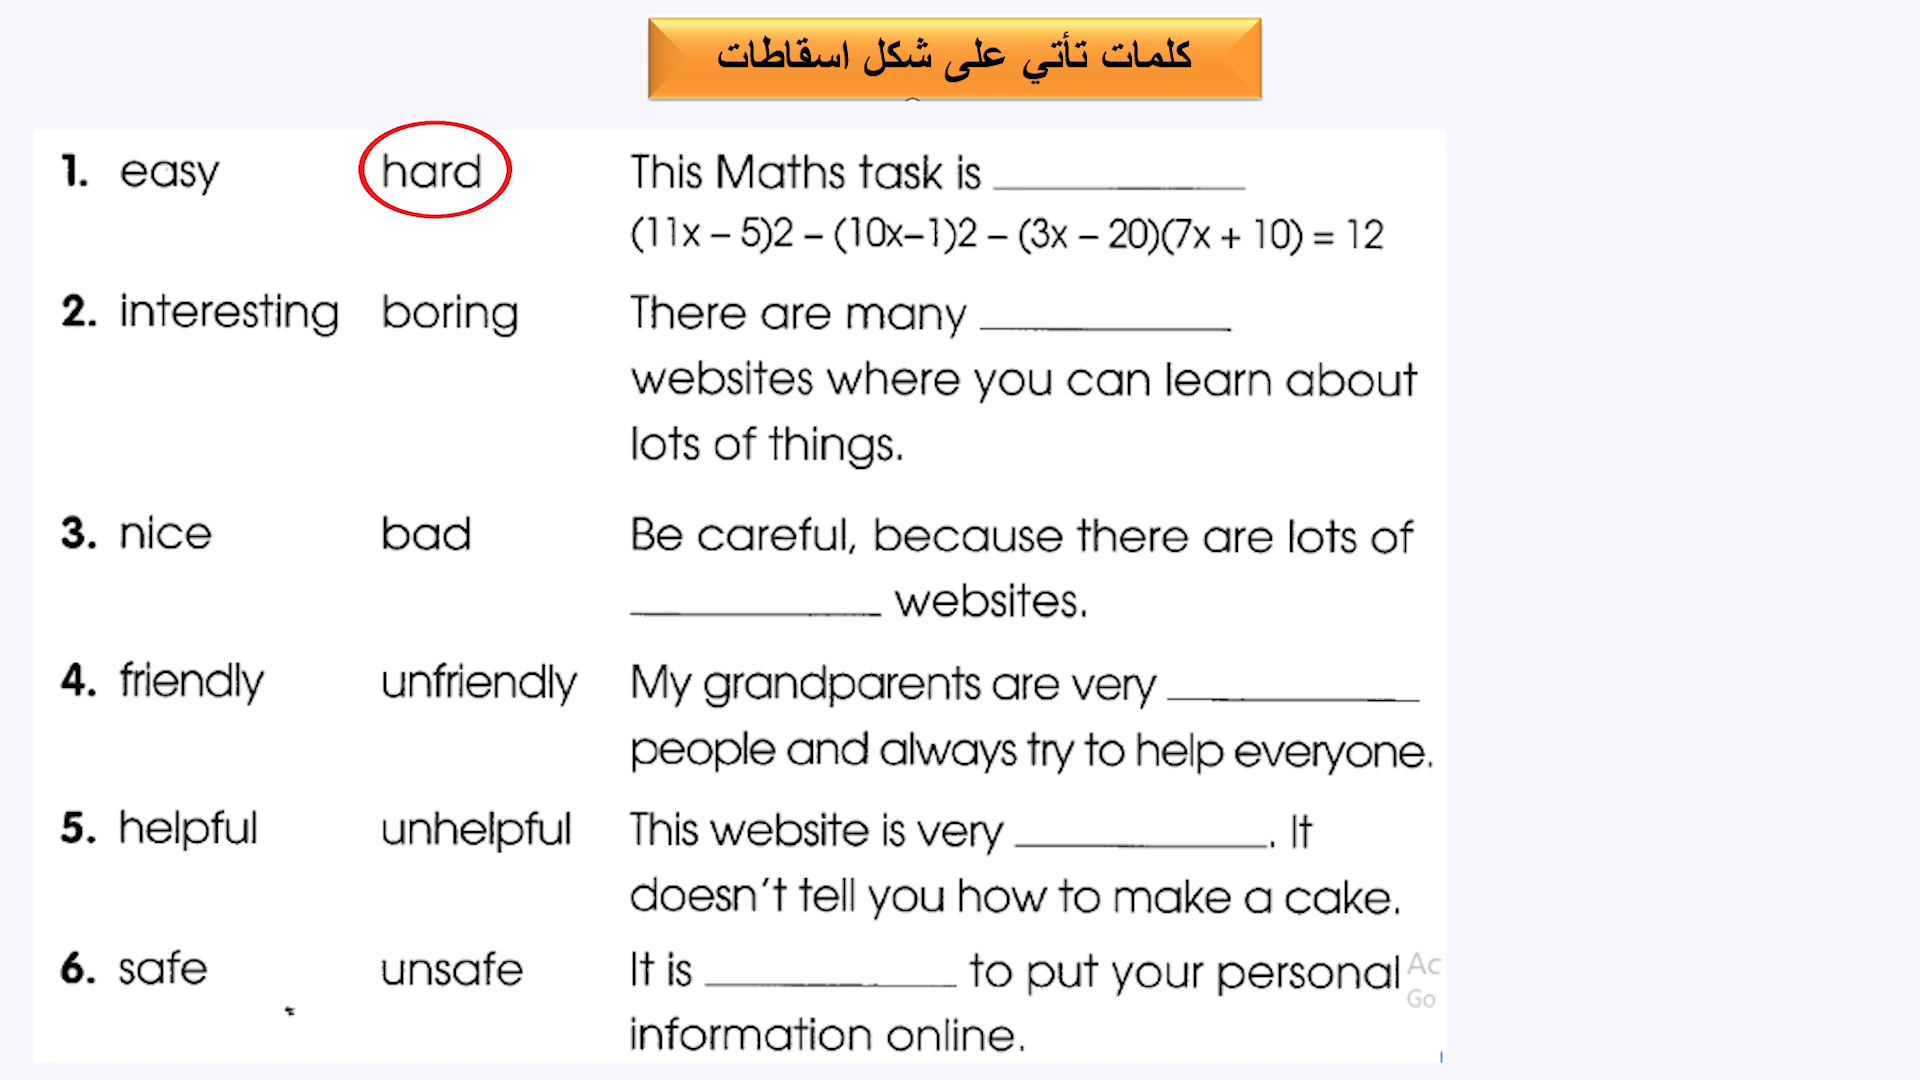 كلمات تأتي على شكل اسقاطات
1. easy hard This Maths task is ____________
(11x – 5)2 – (10x–1)2 – (3x – 20)(7x + 10) = 12
2. interesting boring There are many ____________
websites where you can learn about
lots of things.
3. nice bad Be careful, because there are lots of
____________ websites.
4. friendly unfriendly My grandparents are very ____________
people and always try to help everyone.
5. helpful unhelpful This website is very ____________. It
doesn't tell you how to make a cake.
6. safe unsafe It is ____________ to put your personal
information online.
Ac
Go